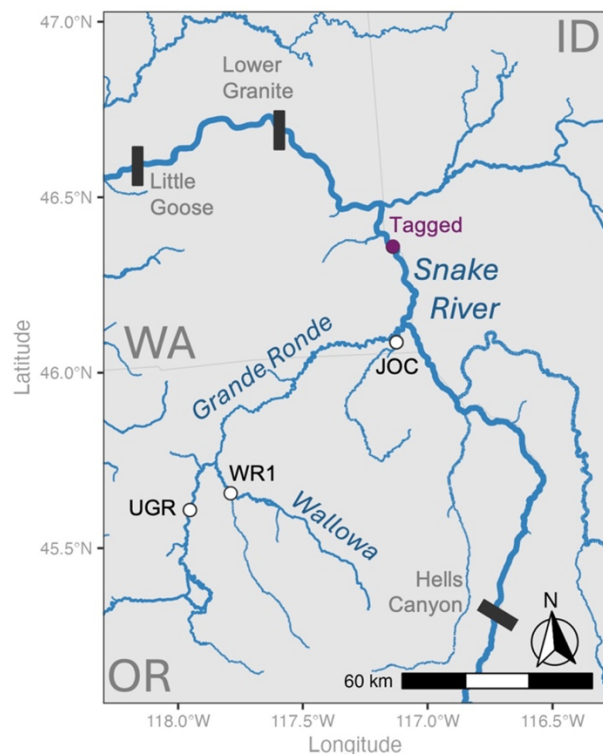 47.0°N
ID
Lower
Granite
Little
Goose
46.5°N
Tagged
Snake
River
WA
Grande Ronde
JOC
46.0°N
Latitude
WR1
UGR
Wallowa
45.5°N
Hells
Canyon
N
OR
60 km
118.0°W
117.5°W
117.0°W
116.5°W
Longitude